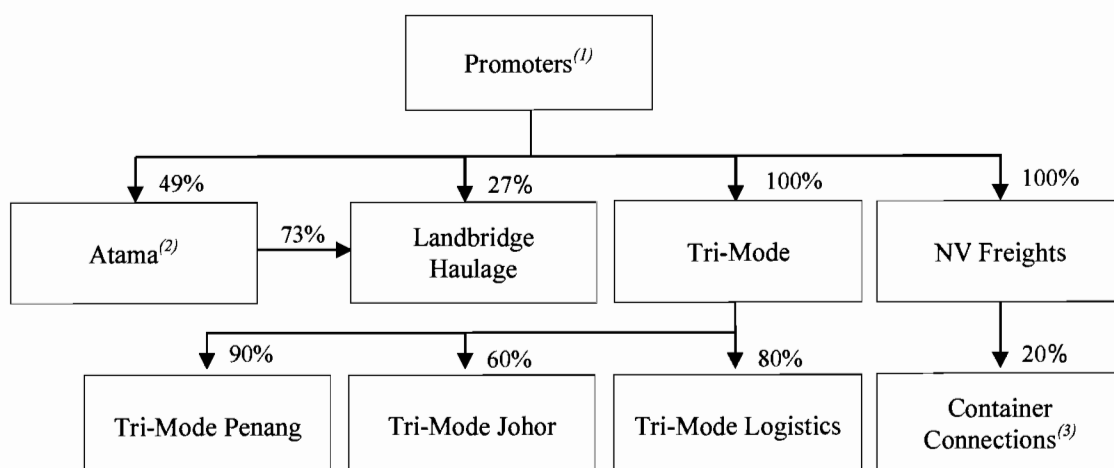 Promoters(1)
49%
27%
100%
100%
Atama(2)
73%
Landbridge
Haulage
Tri-Mode
NV Freights
90%
60%
80%
20%
Tri-Mode Penang
Tri-Mode Johor
Tri-Mode Logistics
Container
Connections(3)